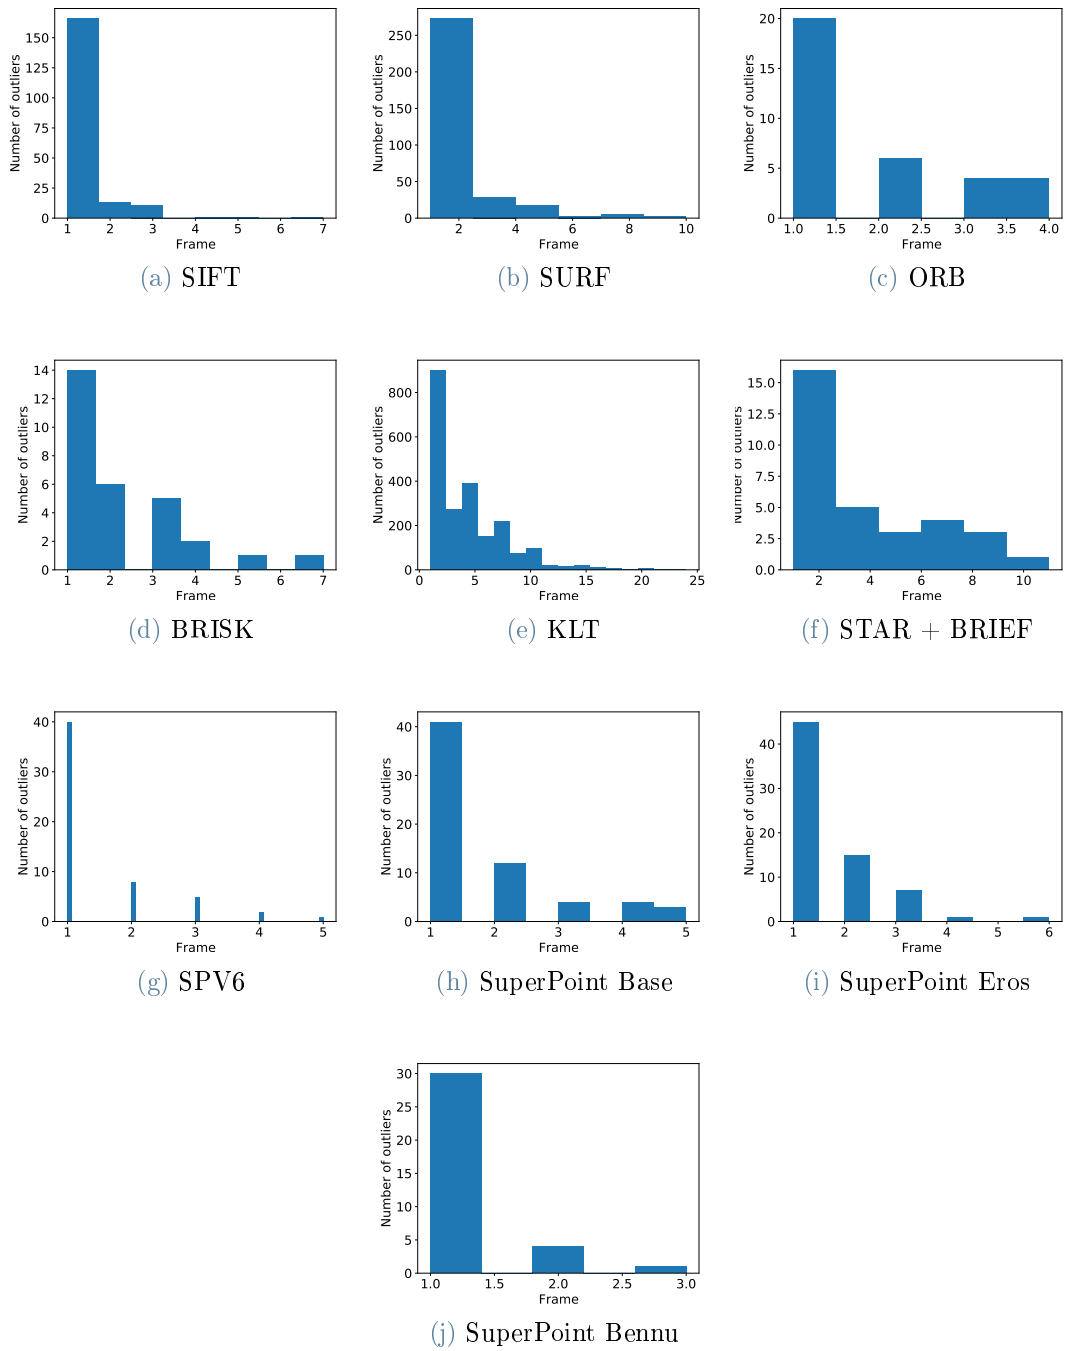 Number of outliers
0
25
50
75
100
125
150
1 2 3 4 5 6 7
Frame
(a) SIFT
Number of outliers
0
50
100
150
200
250
2 4 6 8 10
Frame
(b) SURF
Number of outliers
0
5
10
15
20
1.0 1.5 2.0 2.5 3.0 3.5 4.0
Frame
(c) ORB
Number of outliers
0
2
4
6
8
10
12
14
1 2 3 4 5 6 7
Frame
(d) BRISK
Number of outliers
0
200
400
600
800
0 5 10 15 20 25
Frame
(e) KLT
Number of outliers
0.0
2.5
5.0
7.5
10.0
12.5
15.0
2 4 6 8 10
Frame
(f) STAR + BRIEF
Number of outliers
0
10
20
30
40
1 2 3 4 5
Frame
(g) SPV6
Number of outliers
0
10
20
30
40
1 2 3 4 5
Frame
(h) SuperPoint Base
Number of outliers
0
10
20
30
40
1 2 3 4 5 6
Frame
(i) SuperPoint Eros
Number of outliers
0
5
10
15
20
25
30
1.0 1.5 2.0 2.5 3.0
Frame
(j) SuperPoint Bennu